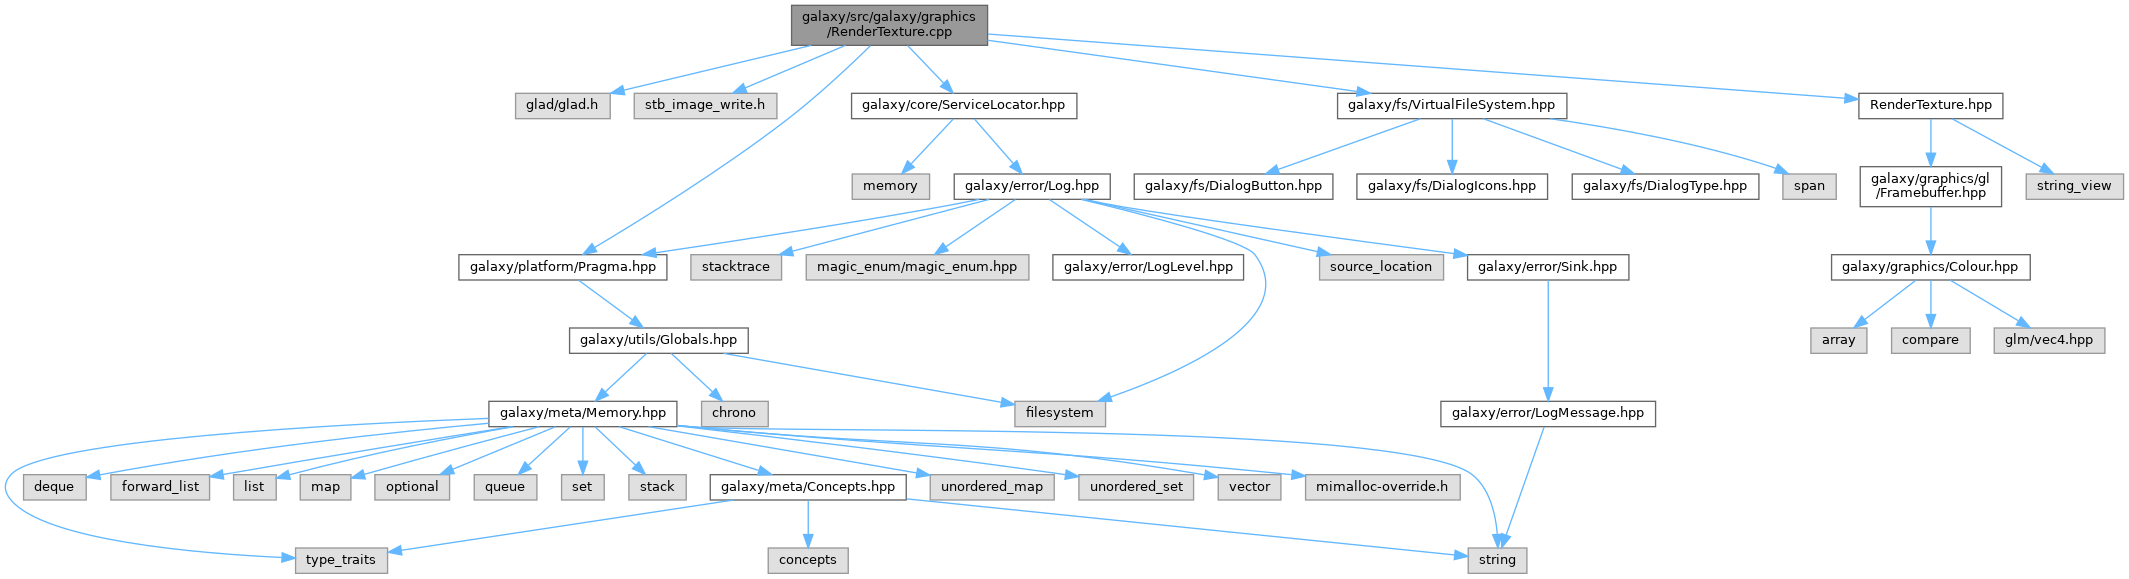 galaxy/src/galaxy/graphics
/RenderTexture.cpp
glad/glad.h
stb_image_write.h
galaxy/core/ServiceLocator.hpp
galaxy/fs/VirtualFileSystem.hpp
RenderTexture.hpp
memory
galaxy/error/Log.hpp
galaxy/fs/DialogButton.hpp
galaxy/fs/DialogIcons.hpp
galaxy/fs/DialogType.hpp
span
galaxy/graphics/gl
/Framebuffer.hpp
string_view
galaxy/platform/Pragma.hpp
stacktrace
magic_enum/magic_enum.hpp
galaxy/error/LogLevel.hpp
source_location
galaxy/error/Sink.hpp
galaxy/graphics/Colour.hpp
galaxy/utils/Globals.hpp
array
compare
glm/vec4.hpp
galaxy/meta/Memory.hpp
chrono
filesystem
galaxy/error/LogMessage.hpp
deque
forward_list
list
map
optional
queue
set
stack
galaxy/meta/Concepts.hpp
unordered_map
unordered_set
vector
mimalloc-override.h
type_traits
concepts
string